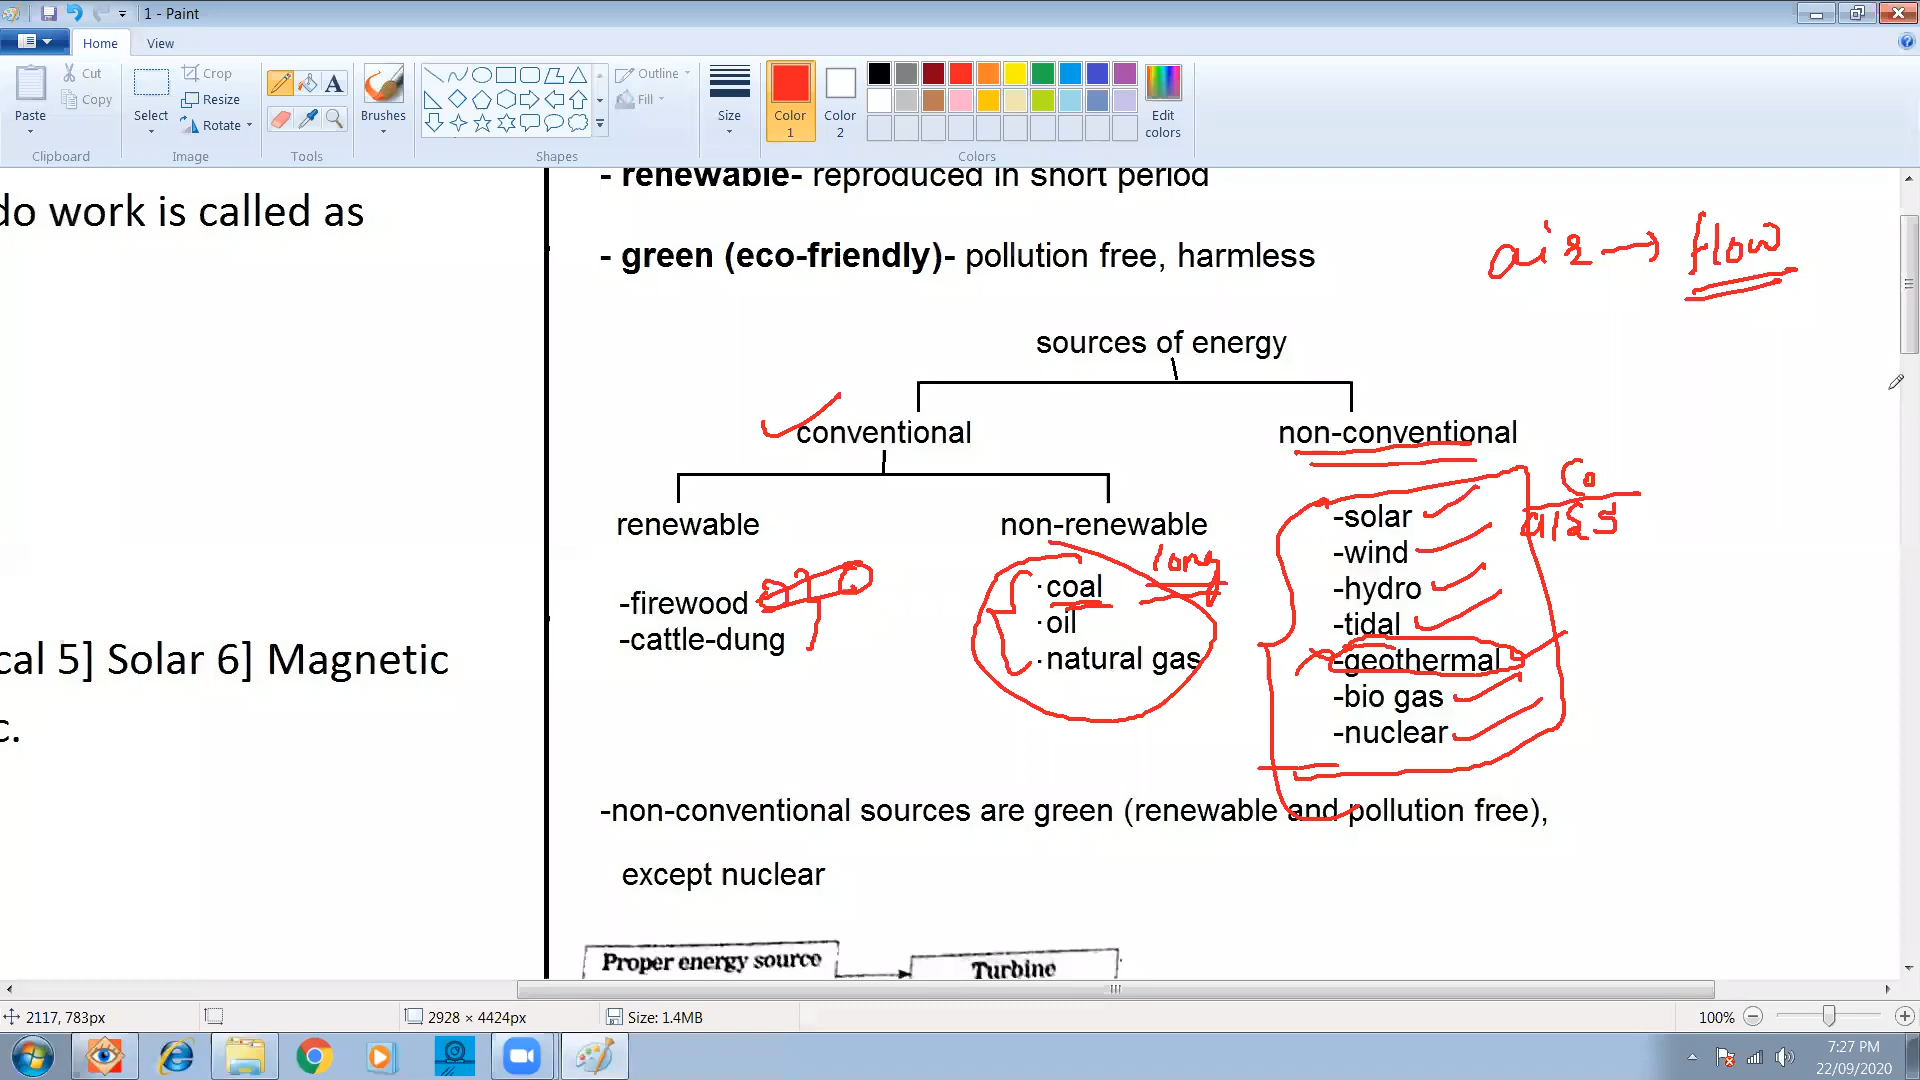 1 - Paint
Home
View
Paste
Cut
Copy
Clipboard
Select
Crop
Resize
Rotate
Image
Tools
Brushes
Shapes
Outline
Fill
Size
Color 1
Color 2
Edit colors
Colors
do work is called as
cal 5] Solar 6] Magnetic
c.
- renewable- reproduced in short period
- green (eco-friendly)- pollution free, harmless
air → flow
sources of energy
conventional
non-conventional
renewable
non-renewable
-firewood
-cattle-dung
long
·coal
·oil
·natural gas
-solar
-wind
-hydro
-tidal
-geothermal
-bio gas
-nuclear
-non-conventional sources are green (renewable and pollution free),
except nuclear
Proper energy source
Turbine
2117, 783px
2928 × 4424px
Size: 1.4MB
100%
7:27 PM
22/09/2020